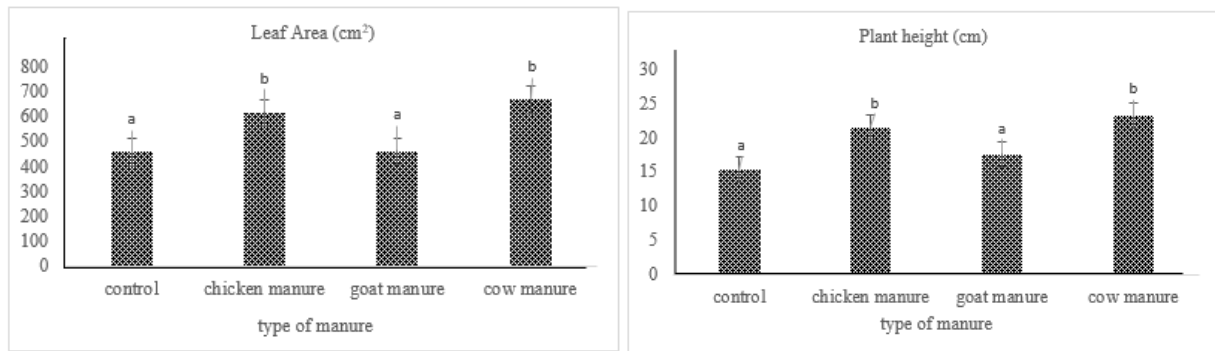 Leaf Area (cm²)
800
700
600
500
400
300
200
100
0
a
b
a
b
control
chicken manure
goat manure
cow manure
type of manure
Plant height (cm)
30
25
20
15
10
5
0
a
b
a
b
control
chicken manure
goat manure
cow manure
type of manure